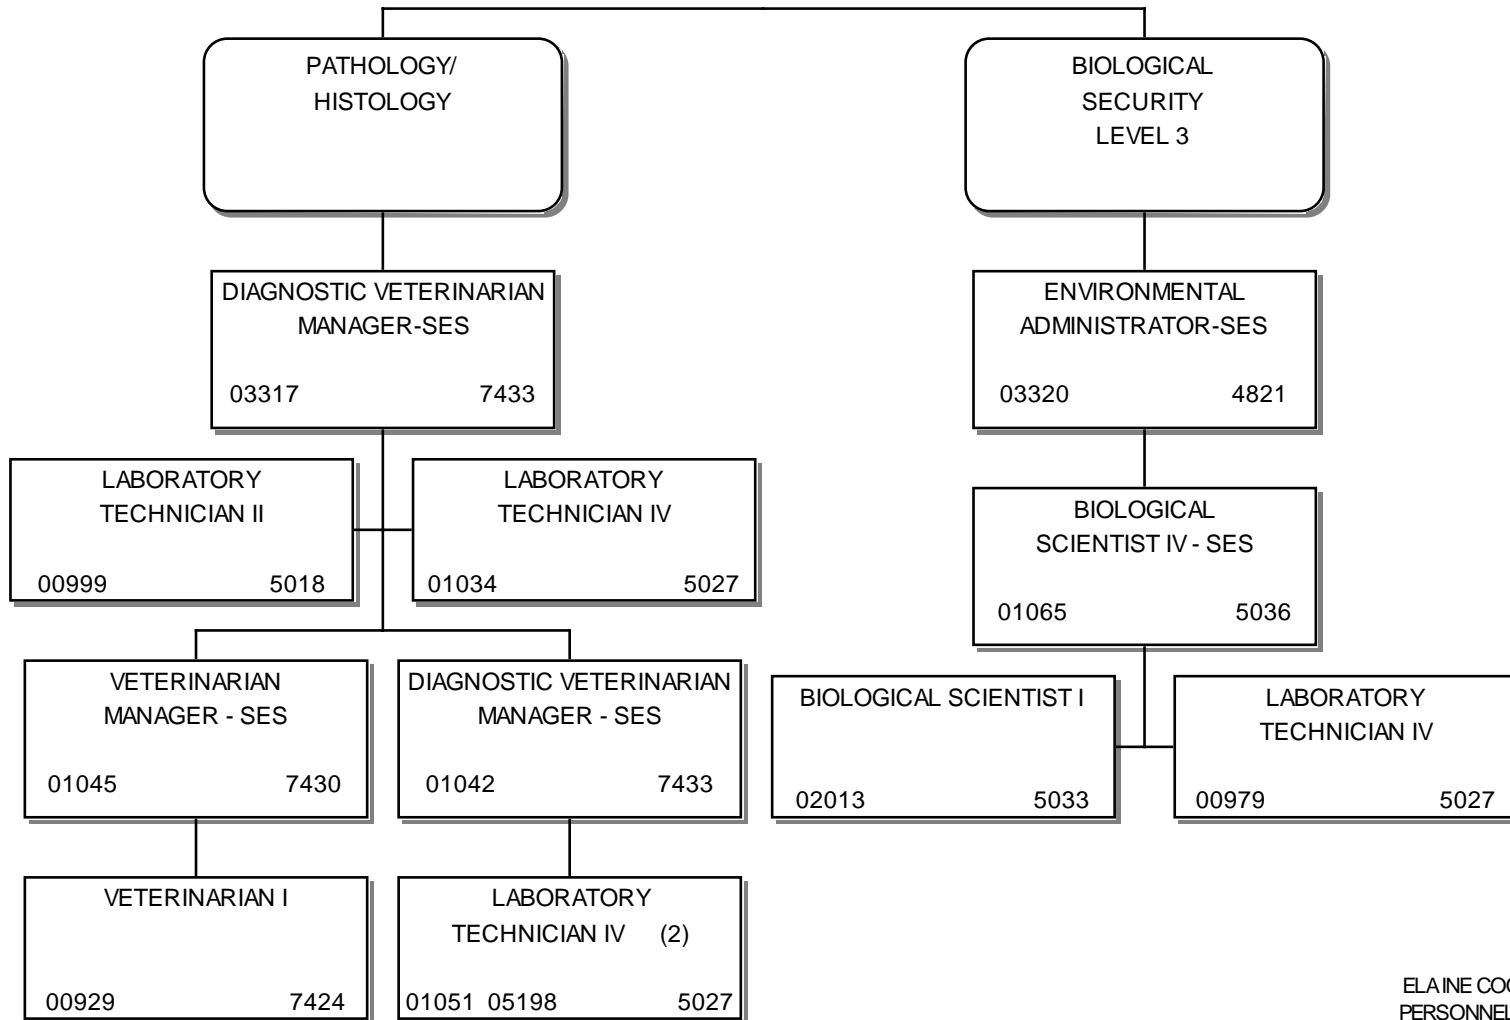 PATHOLOGY/
HISTOLOGY
BIOLOGICAL
SECURITY
LEVEL 3
DIAGNOSTIC VETERINARIAN
MANAGER-SES
03317 7433
ENVIRONMENTAL
ADMINISTRATOR-SES
03320 4821
LABORATORY
TECHNICIAN II
00999 5018
LABORATORY
TECHNICIAN IV
01034 5027
BIOLOGICAL
SCIENTIST IV - SES
01065 5036
VETERINARIAN
MANAGER - SES
01045 7430
DIAGNOSTIC VETERINARIAN
MANAGER - SES
01042 7433
BIOLOGICAL SCIENTIST I
02013 5033
LABORATORY
TECHNICIAN IV
00979 5027
VETERINARIAN I
00929 7424
LABORATORY
TECHNICIAN IV (2)
01051 05198 5027
ELAINE
PERSONNEL